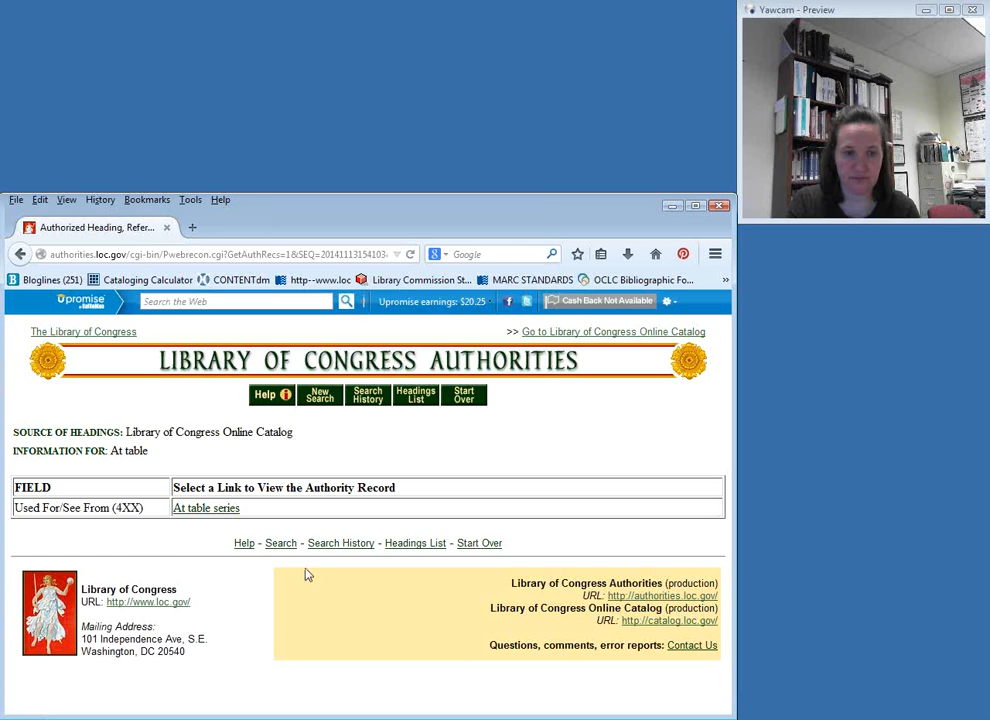 Yawcam - Preview
File Edit View History Bookmarks Tools Help
Authorized Heading, Refer...
authorities.loc.gov/cgi-bin/Pwebrecon.cgi?GetAuthRecs=1&SEQ=20141113154103
Google
Bloglines (251) Cataloging Calculator CONTENTdm http--www.loc Library Commission St... MARC STANDARDS OCLC Bibliographic Fo... »
Upromise Search the Web Upromise earnings: $20.25 Cash Back Not Available
The Library of Congress >> Go to Library of Congress Online Catalog
LIBRARY OF CONGRESS AUTHORITIES
Help New Search Search History Headings List Start Over
SOURCE OF HEADINGS: Library of Congress Online Catalog
INFORMATION FOR: At table
FIELD Select a Link to View the Authority Record
Used For/See From (4XX) At table series
Help - Search - Search History - Headings List - Start Over
Library of Congress
URL: http://www.loc.gov/
Mailing Address:
101 Independence Ave, S.E.
Washington, DC 20540
Library of Congress Authorities (production)
URL: http://authorities.loc.gov/
Library of Congress Online Catalog (production)
URL: http://catalog.loc.gov/
Questions, comments, error reports: Contact Us